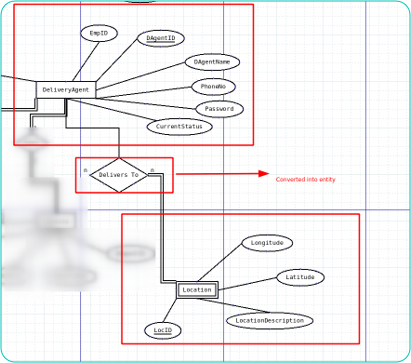 EmpID
DAgentID
DAgentName
DeliveryAgent
PhoneNo
Password
CurrentStatus
Delivers To
Converted into entity
Longitude
Latitude
Location
LocationDescription
LocID